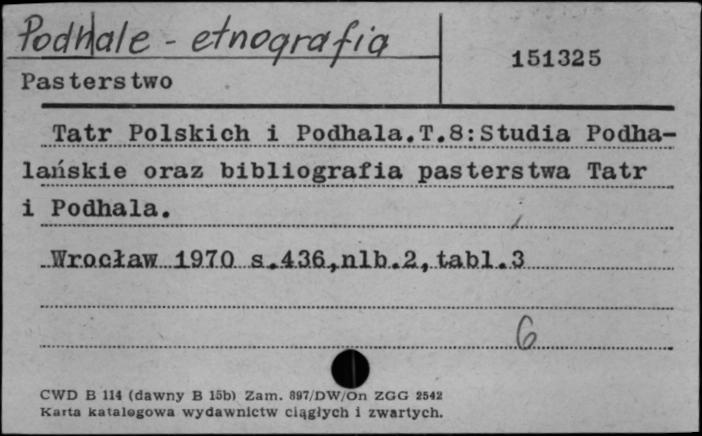 Podhale - etnografia
151325
Pasterstwo
Tatr Polskich i Podhala.T.8:Studia Podha-
lańskie oraz bibliografia pasterstwa Tatr
i Podhala.
Wrocław 1970 s.436,nlb.2,tabl.3
6
CWD B 114 (dawny B 15b) Zam. 897/DW/On ZGG 2542
Karta katalogowa wydawnictw ciągłych i zwartych.